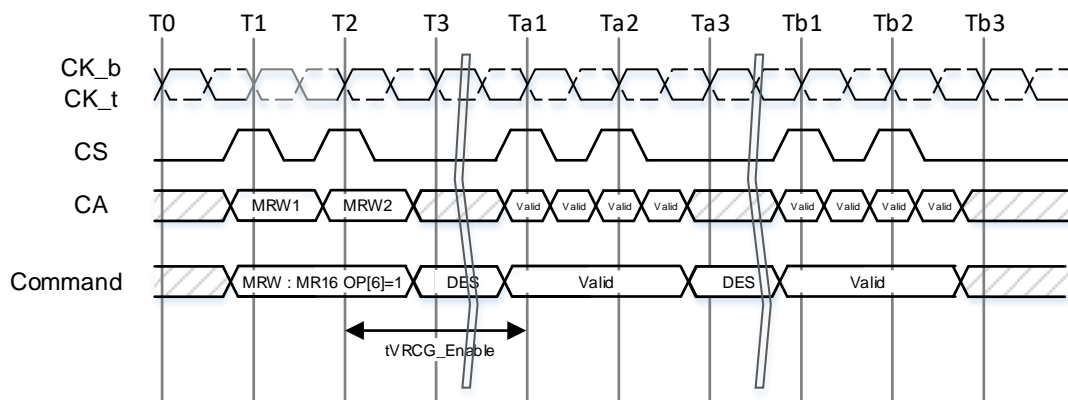 T0 T1 T2 T3 Ta1 Ta2 Ta3 Tb1 Tb2 Tb3
CK_b
CK_t
CS
CA MRW1 MRW2 Valid Valid Valid Valid Valid Valid Valid Valid
Command MRW : MR16 OP[6]=1 DES Valid DES Valid
tVRCG_Enable